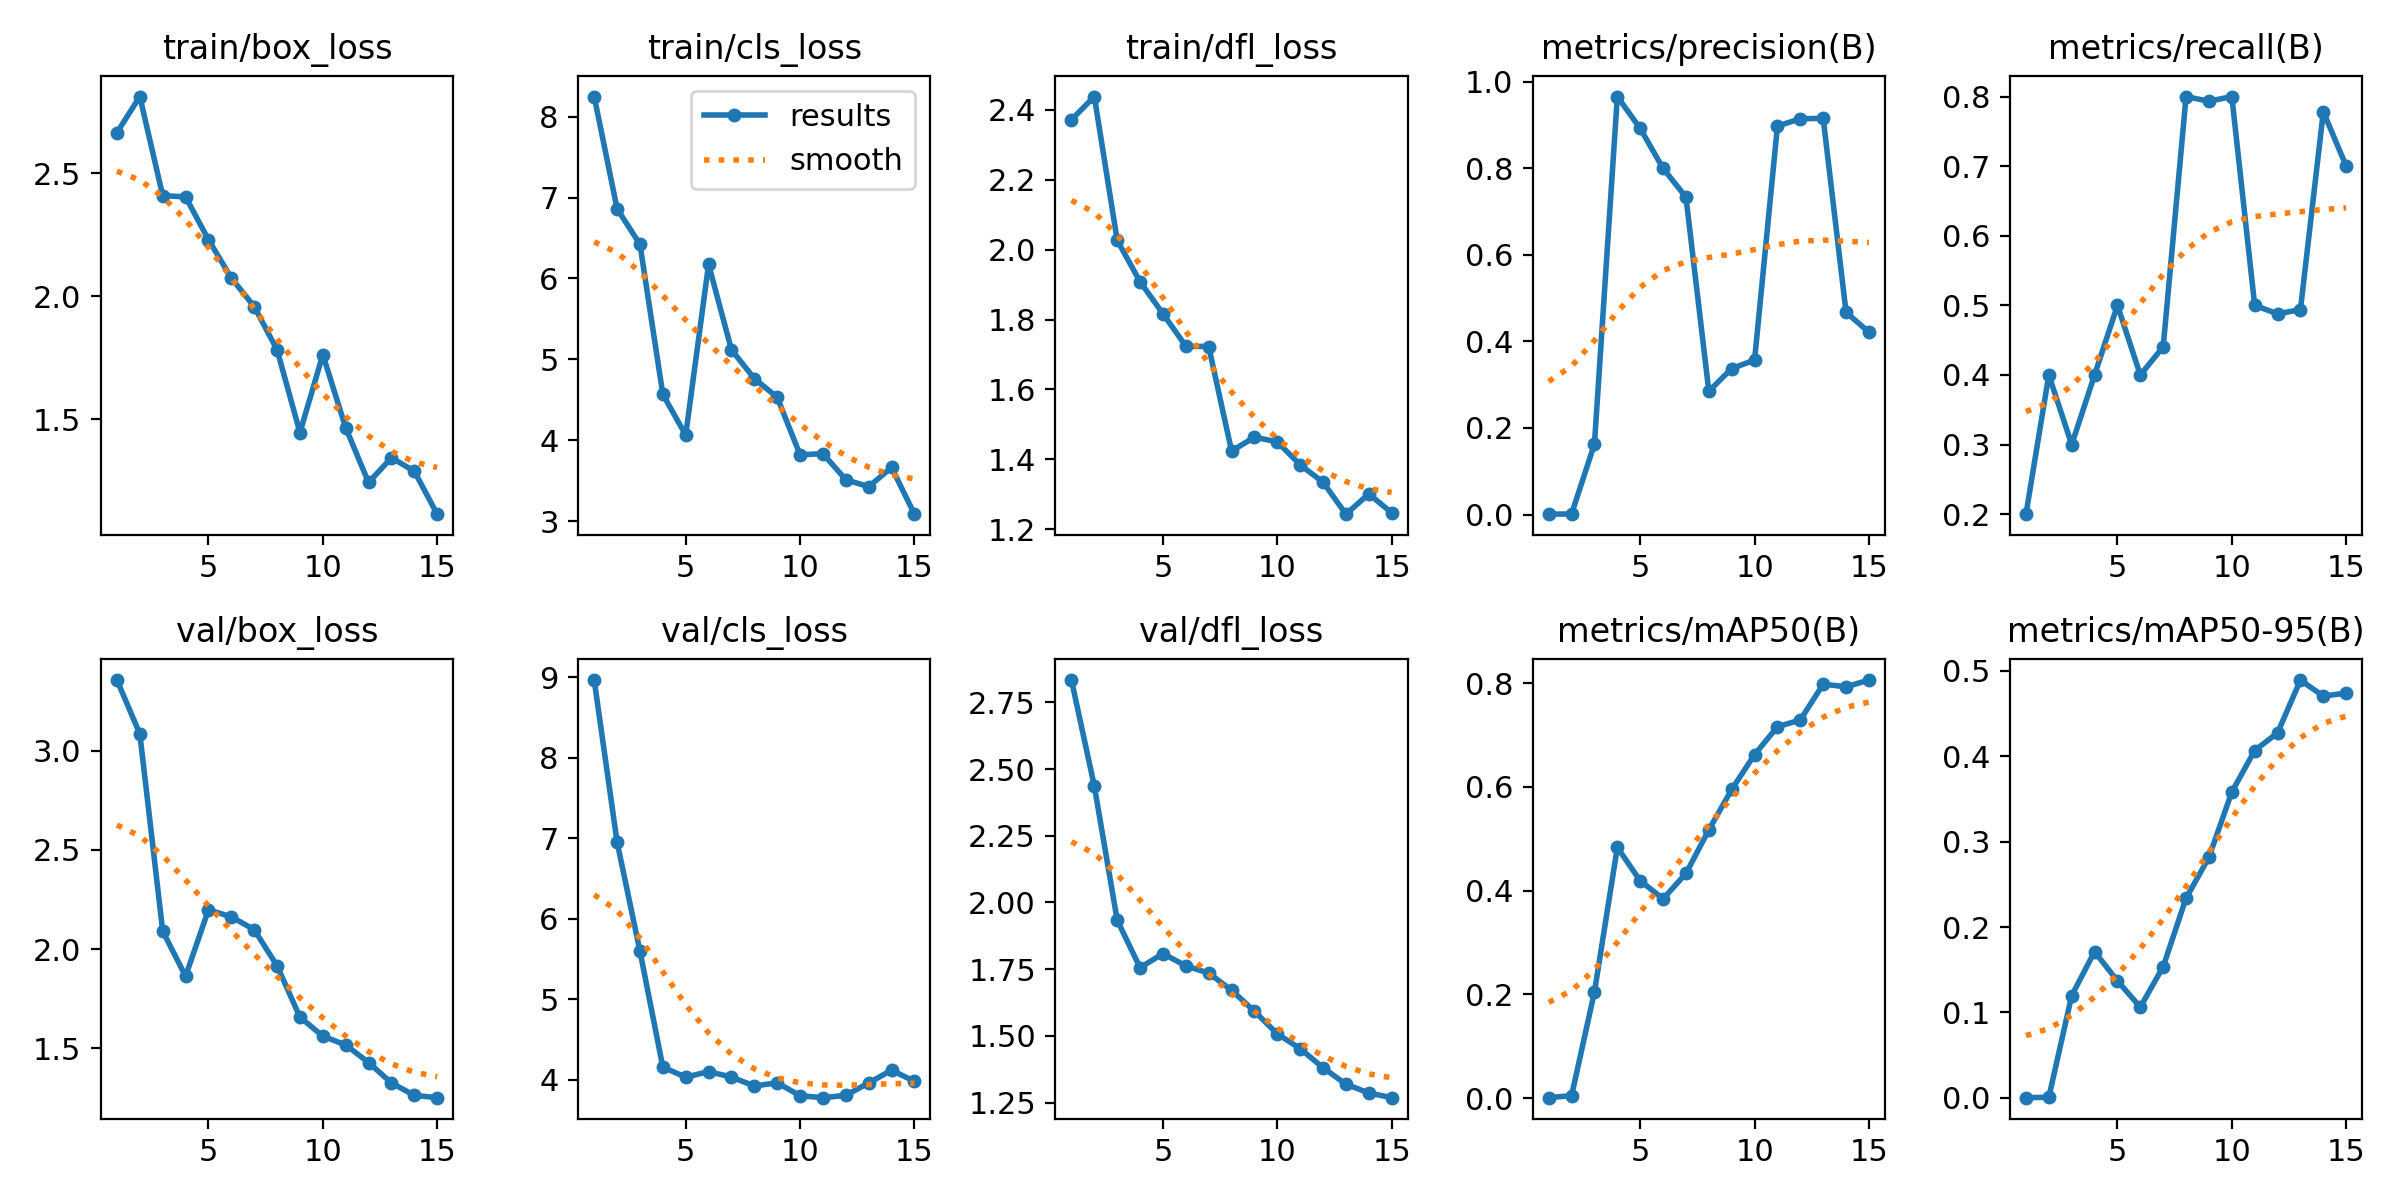 train/box_loss
2.5
2.0
1.5
5 10 15
train/cls_loss
results
smooth
8
7
6
5
4
3
5 10 15
train/dfl_loss
2.4
2.2
2.0
1.8
1.6
1.4
1.2
5 10 15
metrics/precision(B)
1.0
0.8
0.6
0.4
0.2
0.0
5 10 15
metrics/recall(B)
0.8
0.7
0.6
0.5
0.4
0.3
0.2
5 10 15
val/box_loss
3.0
2.5
2.0
1.5
5 10 15
val/cls_loss
9
8
7
6
5
4
5 10 15
val/dfl_loss
2.75
2.50
2.25
2.00
1.75
1.50
1.25
5 10 15
metrics/mAP50(B)
0.8
0.6
0.4
0.2
0.0
5 10 15
metrics/mAP50-95(B)
0.5
0.4
0.3
0.2
0.1
0.0
5 10 15